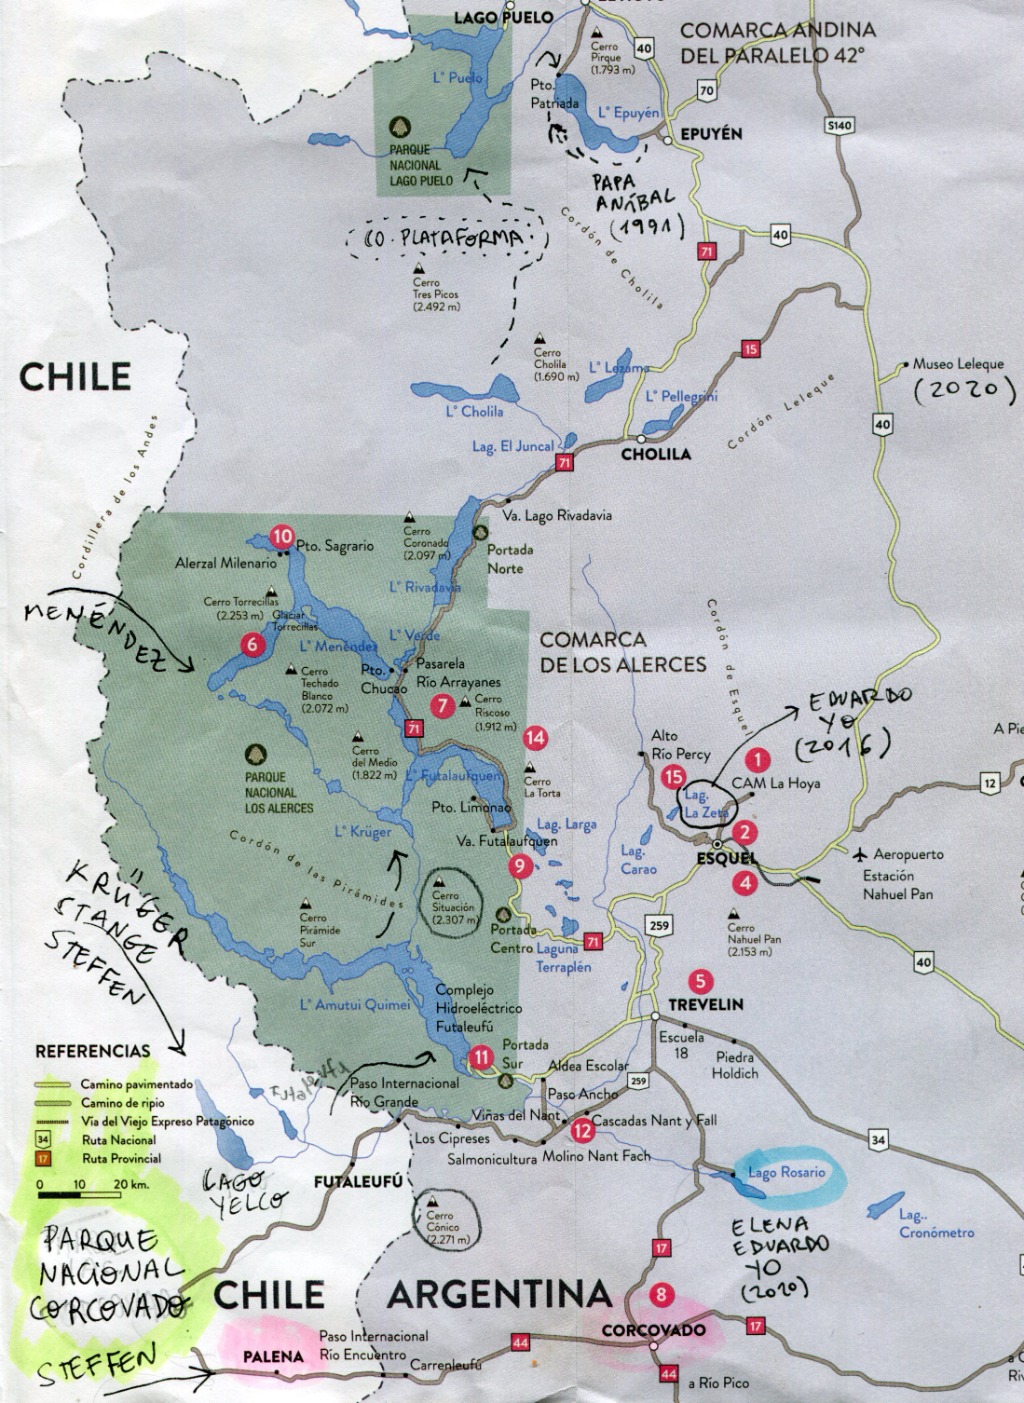 LAGO PUELO
COMARCA ANDINA
DEL PARALELO 42°
40
Cerro
Pirque
(1.793 m)
70
L° Puelo
Pto.
Patriada
L° Epuyén
S140
EPUYÉN
PARQUE
NACIONAL
LAGO PUELO
PAPA
ANÍBAL
(1991)
CO. PLATAFORMA
Cordón de Cholila
71
40
Cerro
Tres Picos
(2.492 m)
15
Cerro
Cholila
(1.690 m)
L° Lezama
CHILE
Museo Leleque
(2020)
L° Cholila
L° Pellegrini
Cordón Leleque
40
Lag. El Juncal
CHOLILA
71
Cordillera de los Andes
Va. Lago Rivadavia
10
Pto. Sagrario
Alerzal Milenario
Cerro
Coronado
(2.097 m)
Portada
Norte
L° Rivadavia
MENÉNDEZ
Cerro Torrecillas
(2.253 m)
Glaciar
Torrecillas
6
L° Menéndez
L° Verde
COMARCA
DE LOS ALERCES
Cordón de Esquel
Cerro
Techado
Blanco
(2.072 m)
Pto.
Chucao
Pasarela
Río Arrayanes
7
Cerro
Riscoso
(1.912 m)
71
14
EDUARDO
YO
(2016)
Alto
Río Percy
1
CAM La Hoya
15
Lag.
La Zeta
12
A Pie
Cerro
del Medio
(1.822 m)
PARQUE
NACIONAL
LOS ALERCES
L° Futalaufquen
Cerro
La Torta
Pto. Limonao
L° Krüger
Va. Futalaufquen
Lag. Larga
Lag.
Carao
2
ESQUEL
4
Aeropuerto
Estación
Nahuel Pan
Cordón de las Pirámides
9
Cerro
Situación
(2.307 m)
Cerro
Pirámide
Sur
Portada
Centro
Laguna
Terraplén
71
259
Cerro
Nahuel Pan
(2.153 m)
40
KRÜGER
STANGE
STEFFEN
L° Amutui Quimei
Complejo
Hidroeléctrico
Futaleufú
5
TREVELIN
Escuela
18
Piedra
Holdich
11
Portada
Sur
REFERENCIAS
Camino pavimentado
Camino de ripio
Vía del Viejo Expreso Patagónico
34 Ruta Nacional
17 Ruta Provincial
0 10 20 km.
Paso Internacional
Río Grande
Aldea Escolar
259
Paso Ancho
Viñas del Nant
Cascadas Nant y Fall
12
Los Cipreses
Salmonicultura
Molino Nant Fach
34
LAGO
YELCO
FUTALEUFÚ
Lago Rosario
Lag..
Cronómetro
Cerro
Cónico
(2.271 m)
ELENA
EDUARDO
YO
(2020)
17
PARQUE
NACIONAL
CORCOVADO
CHILE
ARGENTINA
8
CORCOVADO
17
STEFFEN
PALENA
Paso Internacional
Río Encuentro
Carrenleufú
44
44
a Río Pico